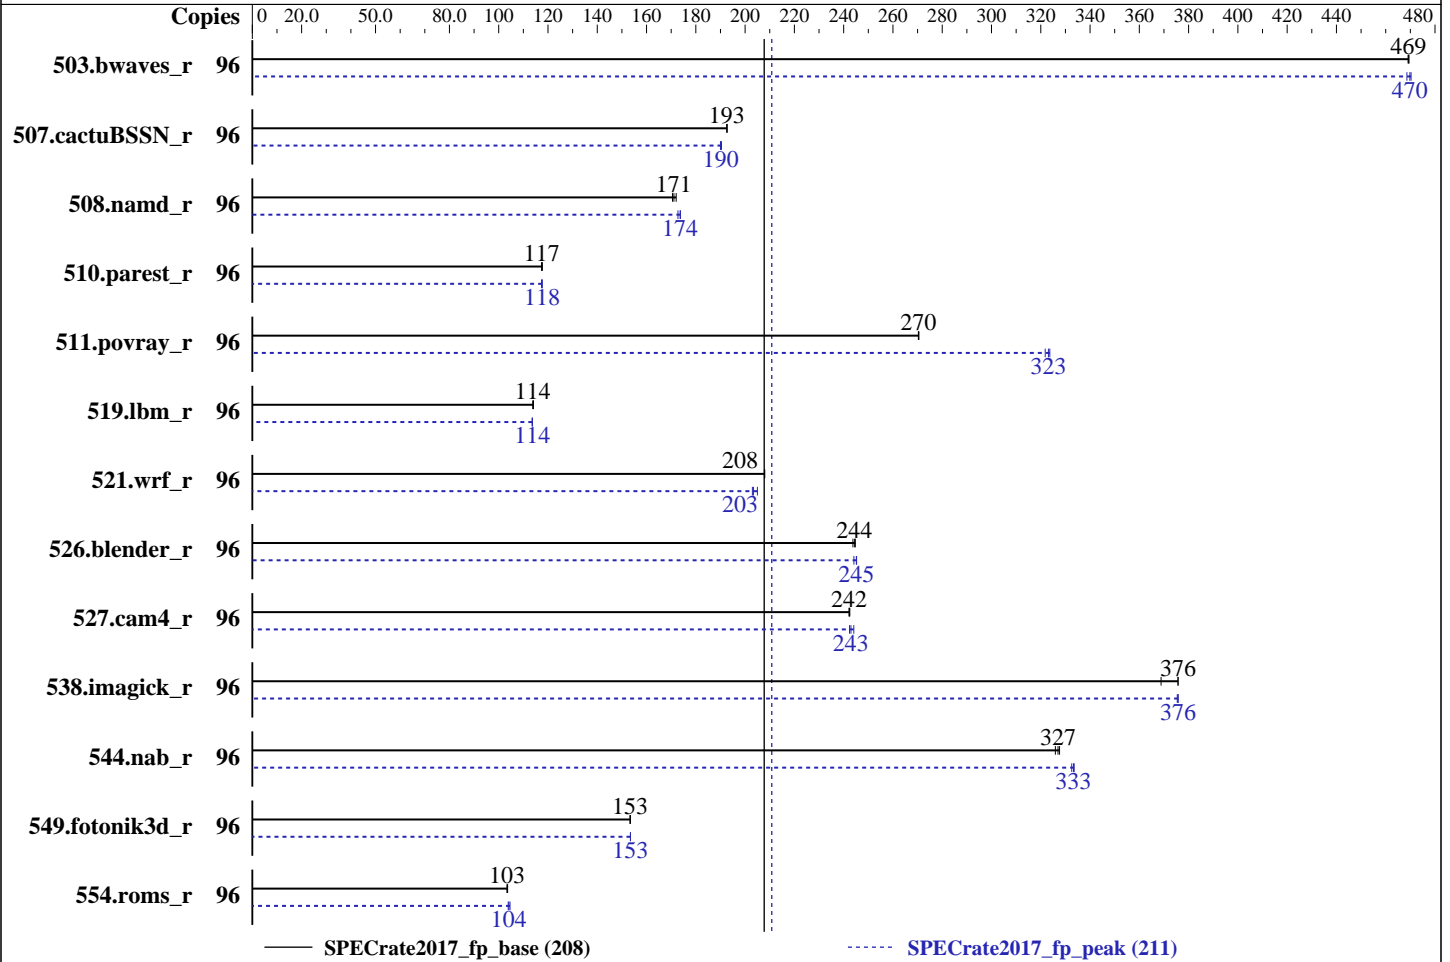 Copies 0 20.0 50.0 80.0 100 120 140 160 180 200 220 240 260 280 300 320 340 360 380 400 420 440 480
503.bwaves_r 96 469
470
507.cactuBSSN_r 96 193
190
508.namd_r 96 171
174
510.parest_r 96 117
118
511.povray_r 96 270
323
519.lbm_r 96 114
114
521.wrf_r 96 208
203
526.blender_r 96 244
245
527.cam4_r 96 242
243
538.imagick_r 96 376
376
544.nab_r 96 327
333
549.fotonik3d_r 96 153
153
554.roms_r 96 103
104
SPECrate2017_fp_base (208) SPECrate2017_fp_peak (211)